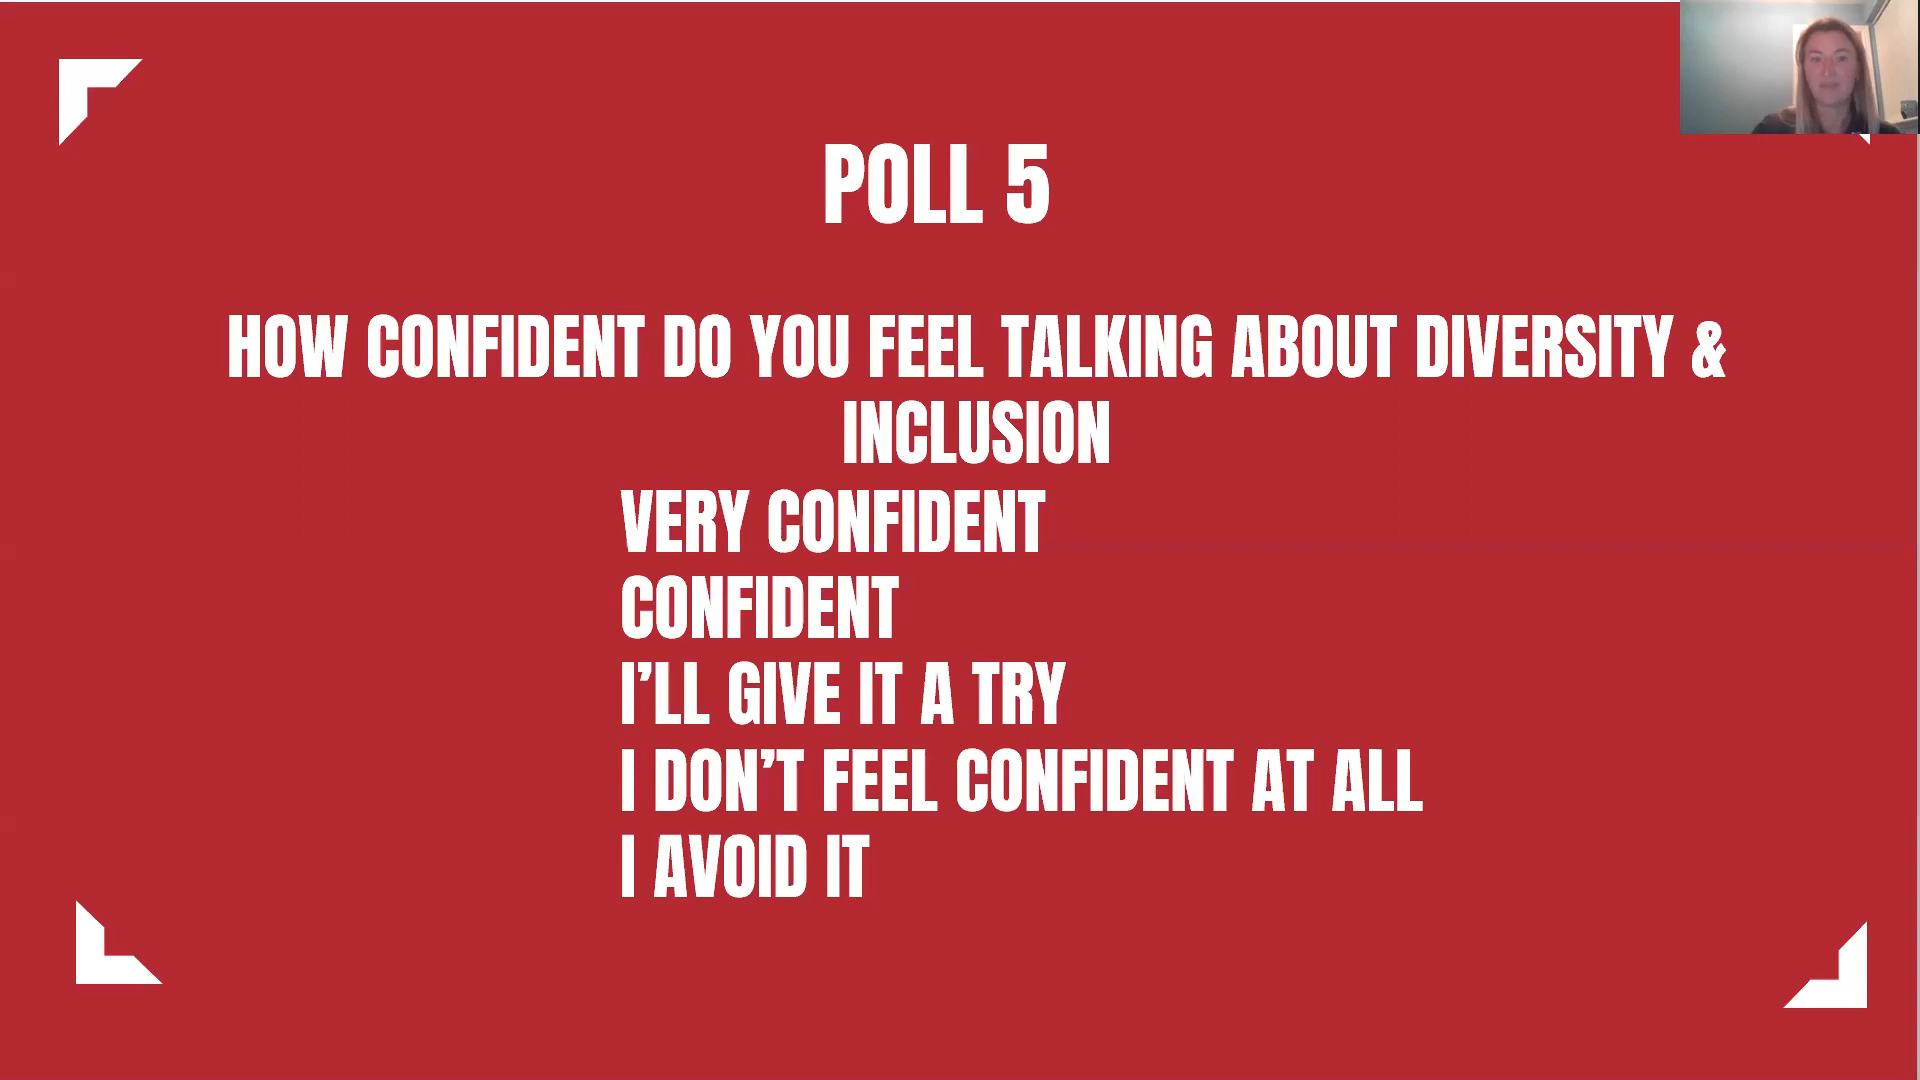 POLL 5
HOW CONFIDENT DO YOU FEEL TALKING ABOUT DIVERSITY &
INCLUSION
VERY CONFIDENT
CONFIDENT
I’LL GIVE IT A TRY
I DON’T FEEL CONFIDENT AT ALL
I AVOID IT